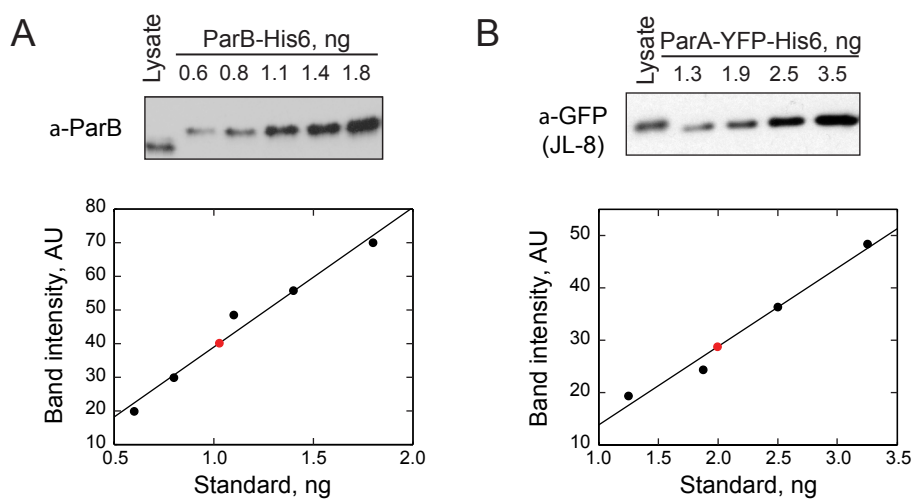 A
ParB-His6, ng
Lysate
0.6 0.8 1.1 1.4 1.8
a-ParB
80
70
60
50
40
30
20
10
Band intensity, AU
0.5 1.0 1.5 2.0
Standard, ng
B
ParA-YFP-His6, ng
Lysate
1.3 1.9 2.5 3.5
a-GFP
(JL-8)
50
40
30
20
10
Band intensity, AU
1.0 1.5 2.0 2.5 3.0 3.5
Standard, ng